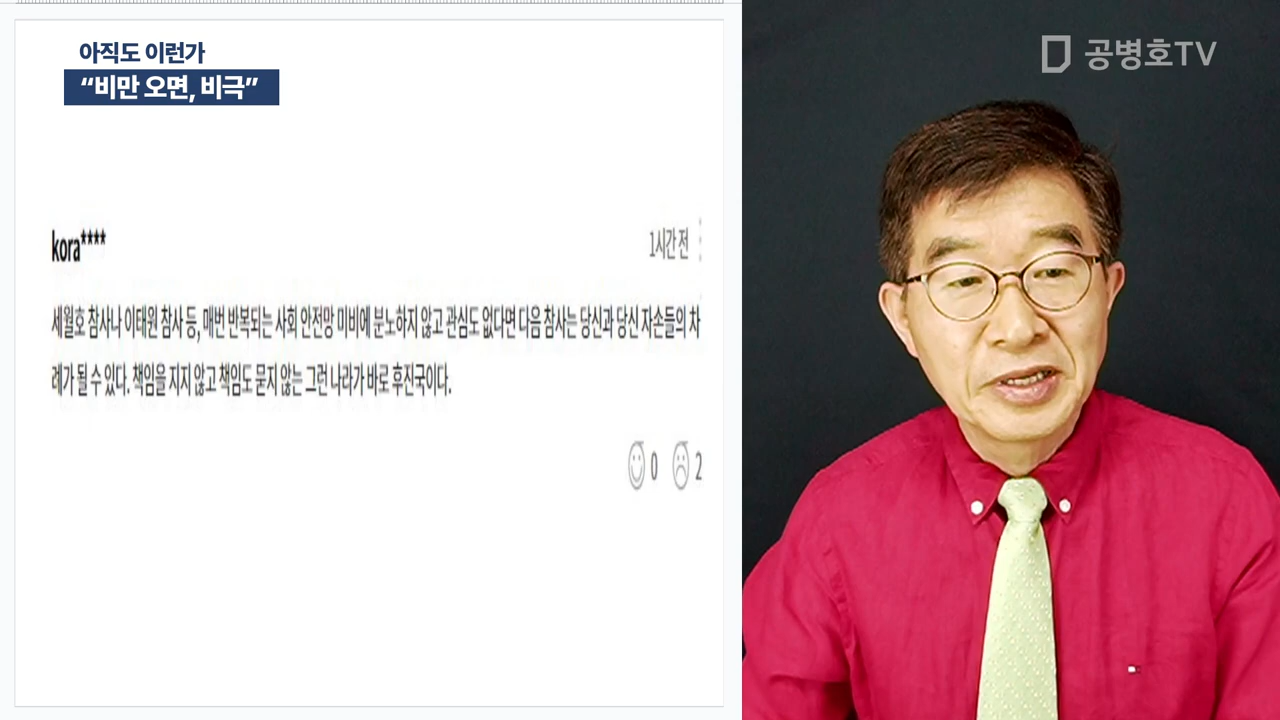 아직도 이런가
“비만 오면, 비극”
공병호TV
kora****
1시간 전
세월호 참사나 이태원 참사 등, 매번 반복되는 사회 안전망 미비에 분노하지 않고 관심도 없다면 다음 참사는 당신과 당신 자손들의 차
례가 될 수 있다. 책임을 지지 않고 책임도 묻지 않는 그런 나라가 바로 후진국이다.
0 2